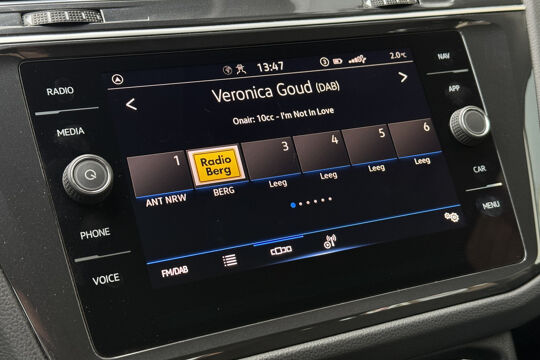 RADIO
MEDIA
PHONE
VOICE
13:47
2.0°C
Veronica Goud (DAB)
Onair: 10cc - I'm Not In Love
1
Radio
Berg
3
4
5
6
ANT NRW
BERG
Leeg
Leeg
Leeg
Leeg
FM/DAB
NAV
APP
CAR
MENU